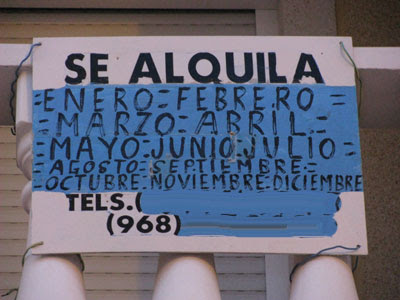 SE ALQUILA
=ENERO=FEBRERO=
=MARZO=ABRIL=
=MAYO=JUNIO=JULIO=
=AGOSTO=SEPTIEMBRE=
=OCTUBRE=NOVIEMBRE=DICIEMBRE
TELS.(
(968)